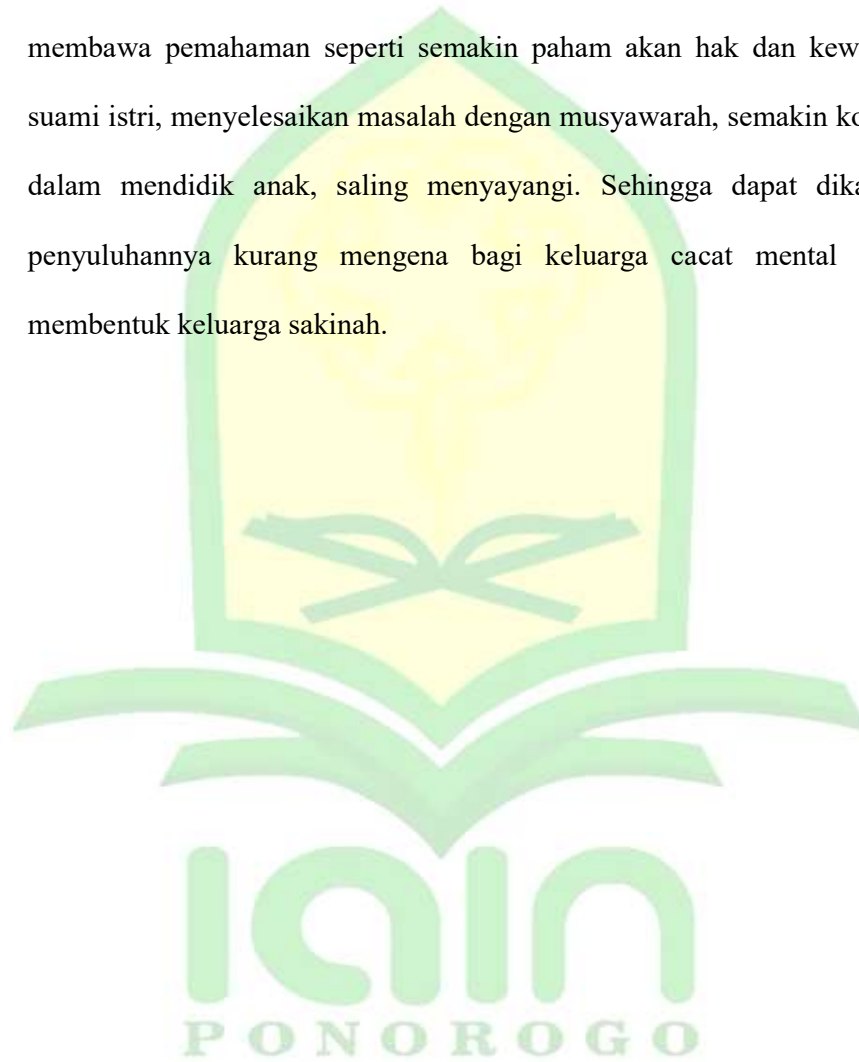 membawa pemahaman seperti semakin paham akan hak dan kew
suami istri, menyelesaikan masalah dengan musyawarah, semakin ko
dalam mendidik anak, saling menyayangi. Sehingga dapat dika
penyuluhannya kurang mengena bagi keluarga cacat mental
membentuk keluarga sakinah.
iain
PONOROGO